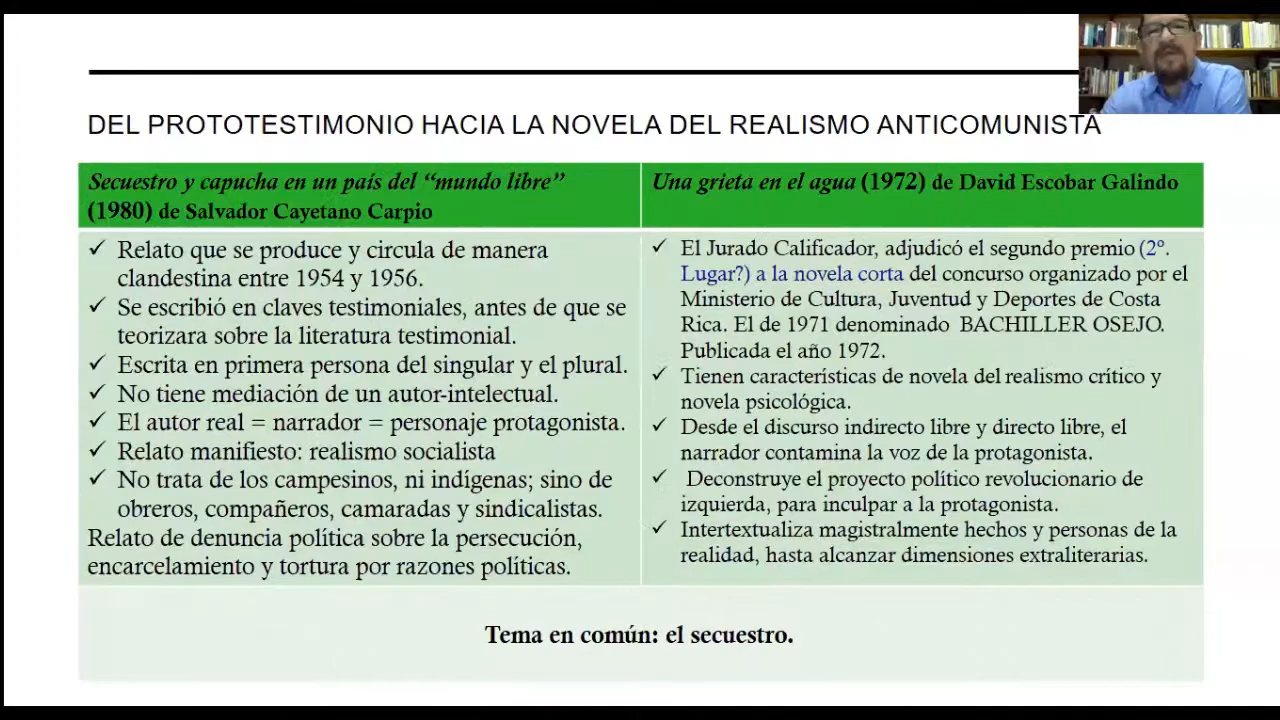 DEL PROTOTESTIMONIO HACIA LA NOVELA DEL REALISMO ANTICOMUNISTA
Secuestro y capucha en un país del “mundo libre”
(1980) de Salvador Cayetano Carpio
✓ Relato que se produce y circula de manera
clandestina entre 1954 y 1956.
✓ Se escribió en claves testimoniales, antes de que se
teorizara sobre la literatura testimonial.
✓ Escrita en primera persona del singular y el plural.
✓ No tiene mediación de un autor-intelectual.
✓ El autor real = narrador = personaje protagonista.
✓ Relato manifiesto: realismo socialista
✓ No trata de los campesinos, ni indígenas; sino de
obreros, compañeros, camaradas y sindicalistas.
Relato de denuncia política sobre la persecución,
encarcelamiento y tortura por razones políticas.
Una grieta en el agua (1972) de David Escobar Galindo
✓ El Jurado Calificador, adjudicó el segundo premio (2º.
Lugar?) a la novela corta del concurso organizado por el
Ministerio de Cultura, Juventud y Deportes de Costa
Rica. El de 1971 denominado BACHILLER OSEJO.
Publicada el año 1972.
✓ Tienen características de novela del realismo crítico y
novela psicológica.
✓ Desde el discurso indirecto libre y directo libre, el
narrador contamina la voz de la protagonista.
✓ Deconstruye el proyecto político revolucionario de
izquierda, para inculpar a la protagonista.
✓ Intertextualiza magistralmente hechos y personas de la
realidad, hasta alcanzar dimensiones extraliterarias.
Tema en común: el secuestro.